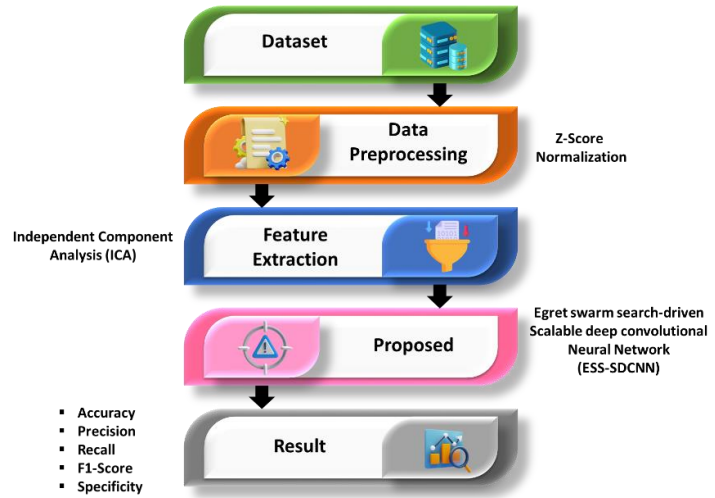 Dataset
Data
Preprocessing
Z-Score
Normalization
Independent Component
Analysis (ICA)
Feature
Extraction
Proposed
Egret swarm search-driven
Scalable deep convolutional
Neural Network
(ESS-SDCNN)
Result
▪ Accuracy
▪ Precision
▪ Recall
▪ F1-Score
▪ Specificity